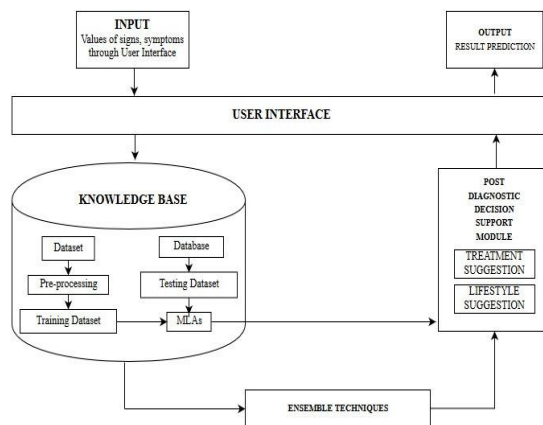 INPUT
Values of signs, symptoms
through User Interface
OUTPUT
RESULT PREDICTION
USER INTERFACE
KNOWLEDGE BASE
Dataset
Database
Pre-processing
Testing Dataset
Training Dataset
MLAs
POST
DIAGNOSTIC
DECISION
SUPPORT
MODULE
TREATMENT
SUGGESTION
LIFESTYLE
SUGGESTION
ENSEMBLE TECHNIQUES